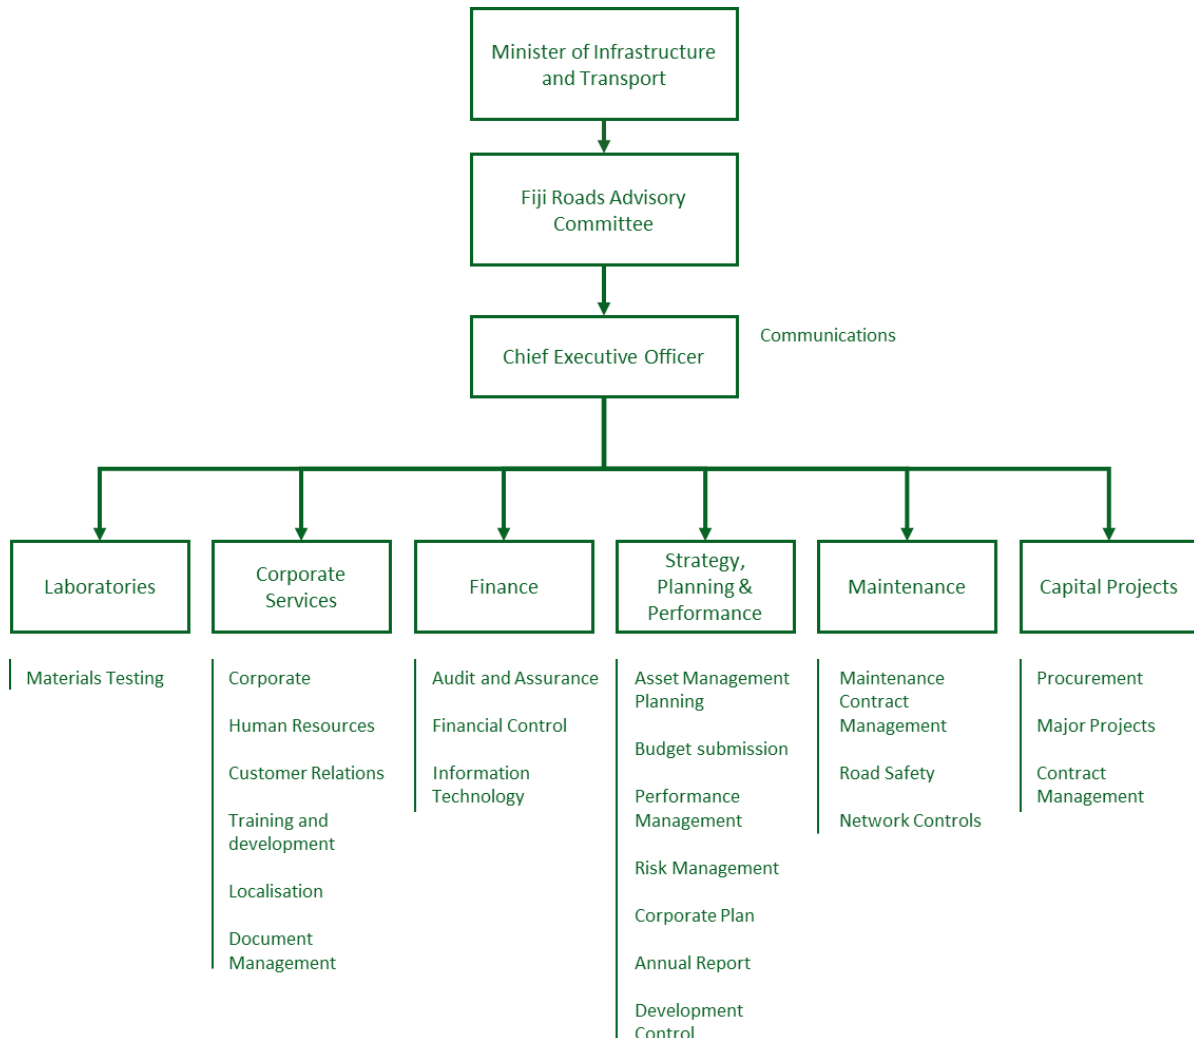 Minister of Infrastructure
and Transport
Fiji Roads Advisory
Committee
Communications
Chief Executive Officer
Laboratories
Corporate
Services
Finance
Strategy,
Planning &
Performance
Maintenance
Capital Projects
Materials Testing
Corporate
Human Resources
Customer Relations
Training and
development
Localisation
Document
Management
Audit and Assurance
Financial Control
Information
Technology
Asset Management
Planning
Budget submission
Performance
Management
Risk Management
Corporate Plan
Annual Report
Development
Control
Maintenance
Contract
Management
Road Safety
Network Controls
Procurement
Major Projects
Contract
Management